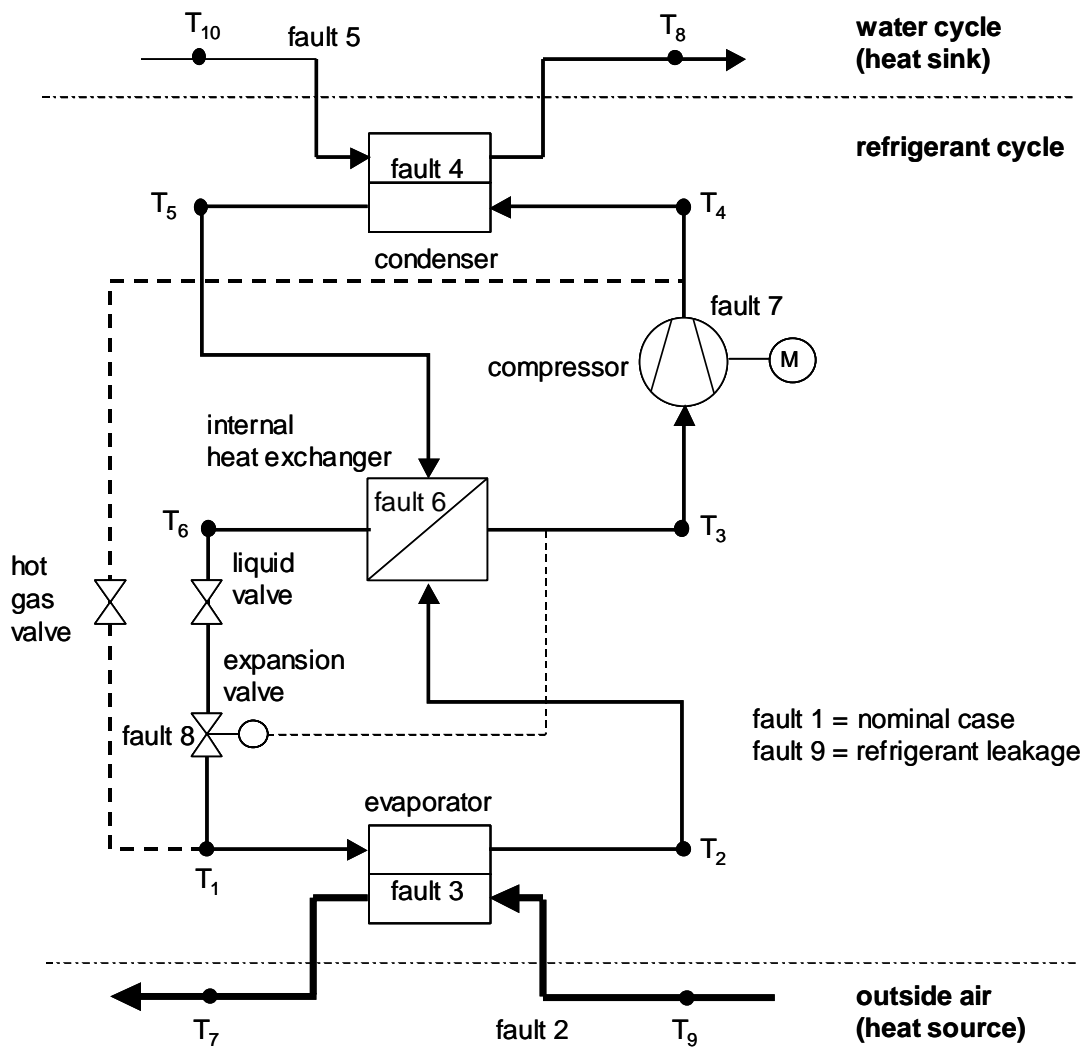 T10
fault 5
T8
water cycle
(heat sink)
refrigerant cycle
fault 4
T5
T4
condenser
fault 7
compressor
M
internal
heat exchanger
fault 6
T6
T3
hot
gas
valve
liquid
valve
expansion
valve
fault 8
fault 1 = nominal case
fault 9 = refrigerant leakage
evaporator
T1
T2
fault 3
T7
fault 2
T9
outside air
(heat source)